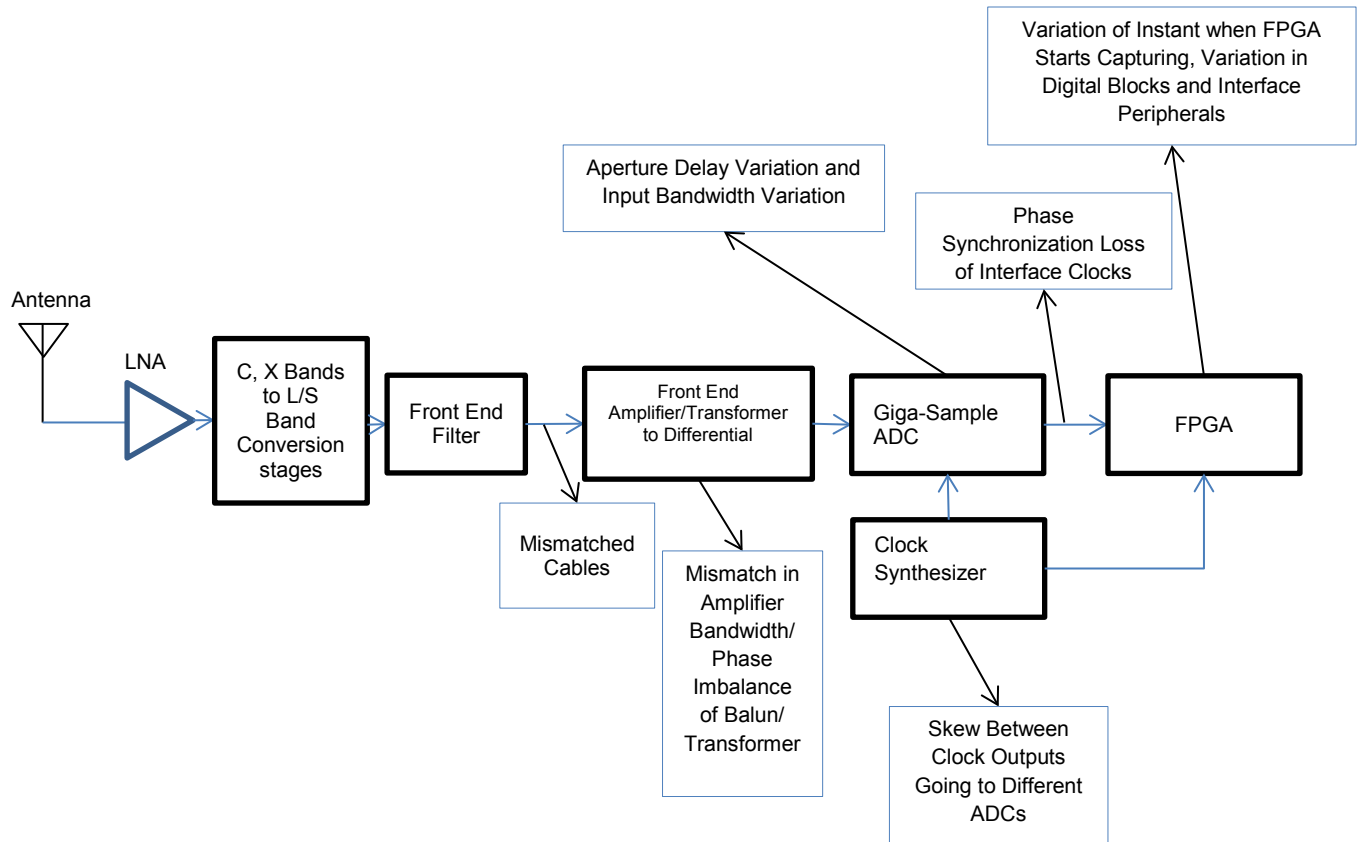 Variation of Instant when FPGA
Starts Capturing, Variation in
Digital Blocks and Interface
Peripherals
Aperture Delay Variation and
Input Bandwidth Variation
Phase
Synchronization Loss
of Interface Clocks
Antenna
LNA
C, X Bands
to L/S
Band
Conversion
stages
Front End
Filter
Front End
Amplifier/Transformer
to Differential
Giga-Sample
ADC
FPGA
Mismatched
Cables
Mismatch in
Amplifier
Bandwidth/
Phase
Imbalance
of Balun/
Transformer
Clock
Synthesizer
Skew Between
Clock Outputs
Going to Different
ADCs